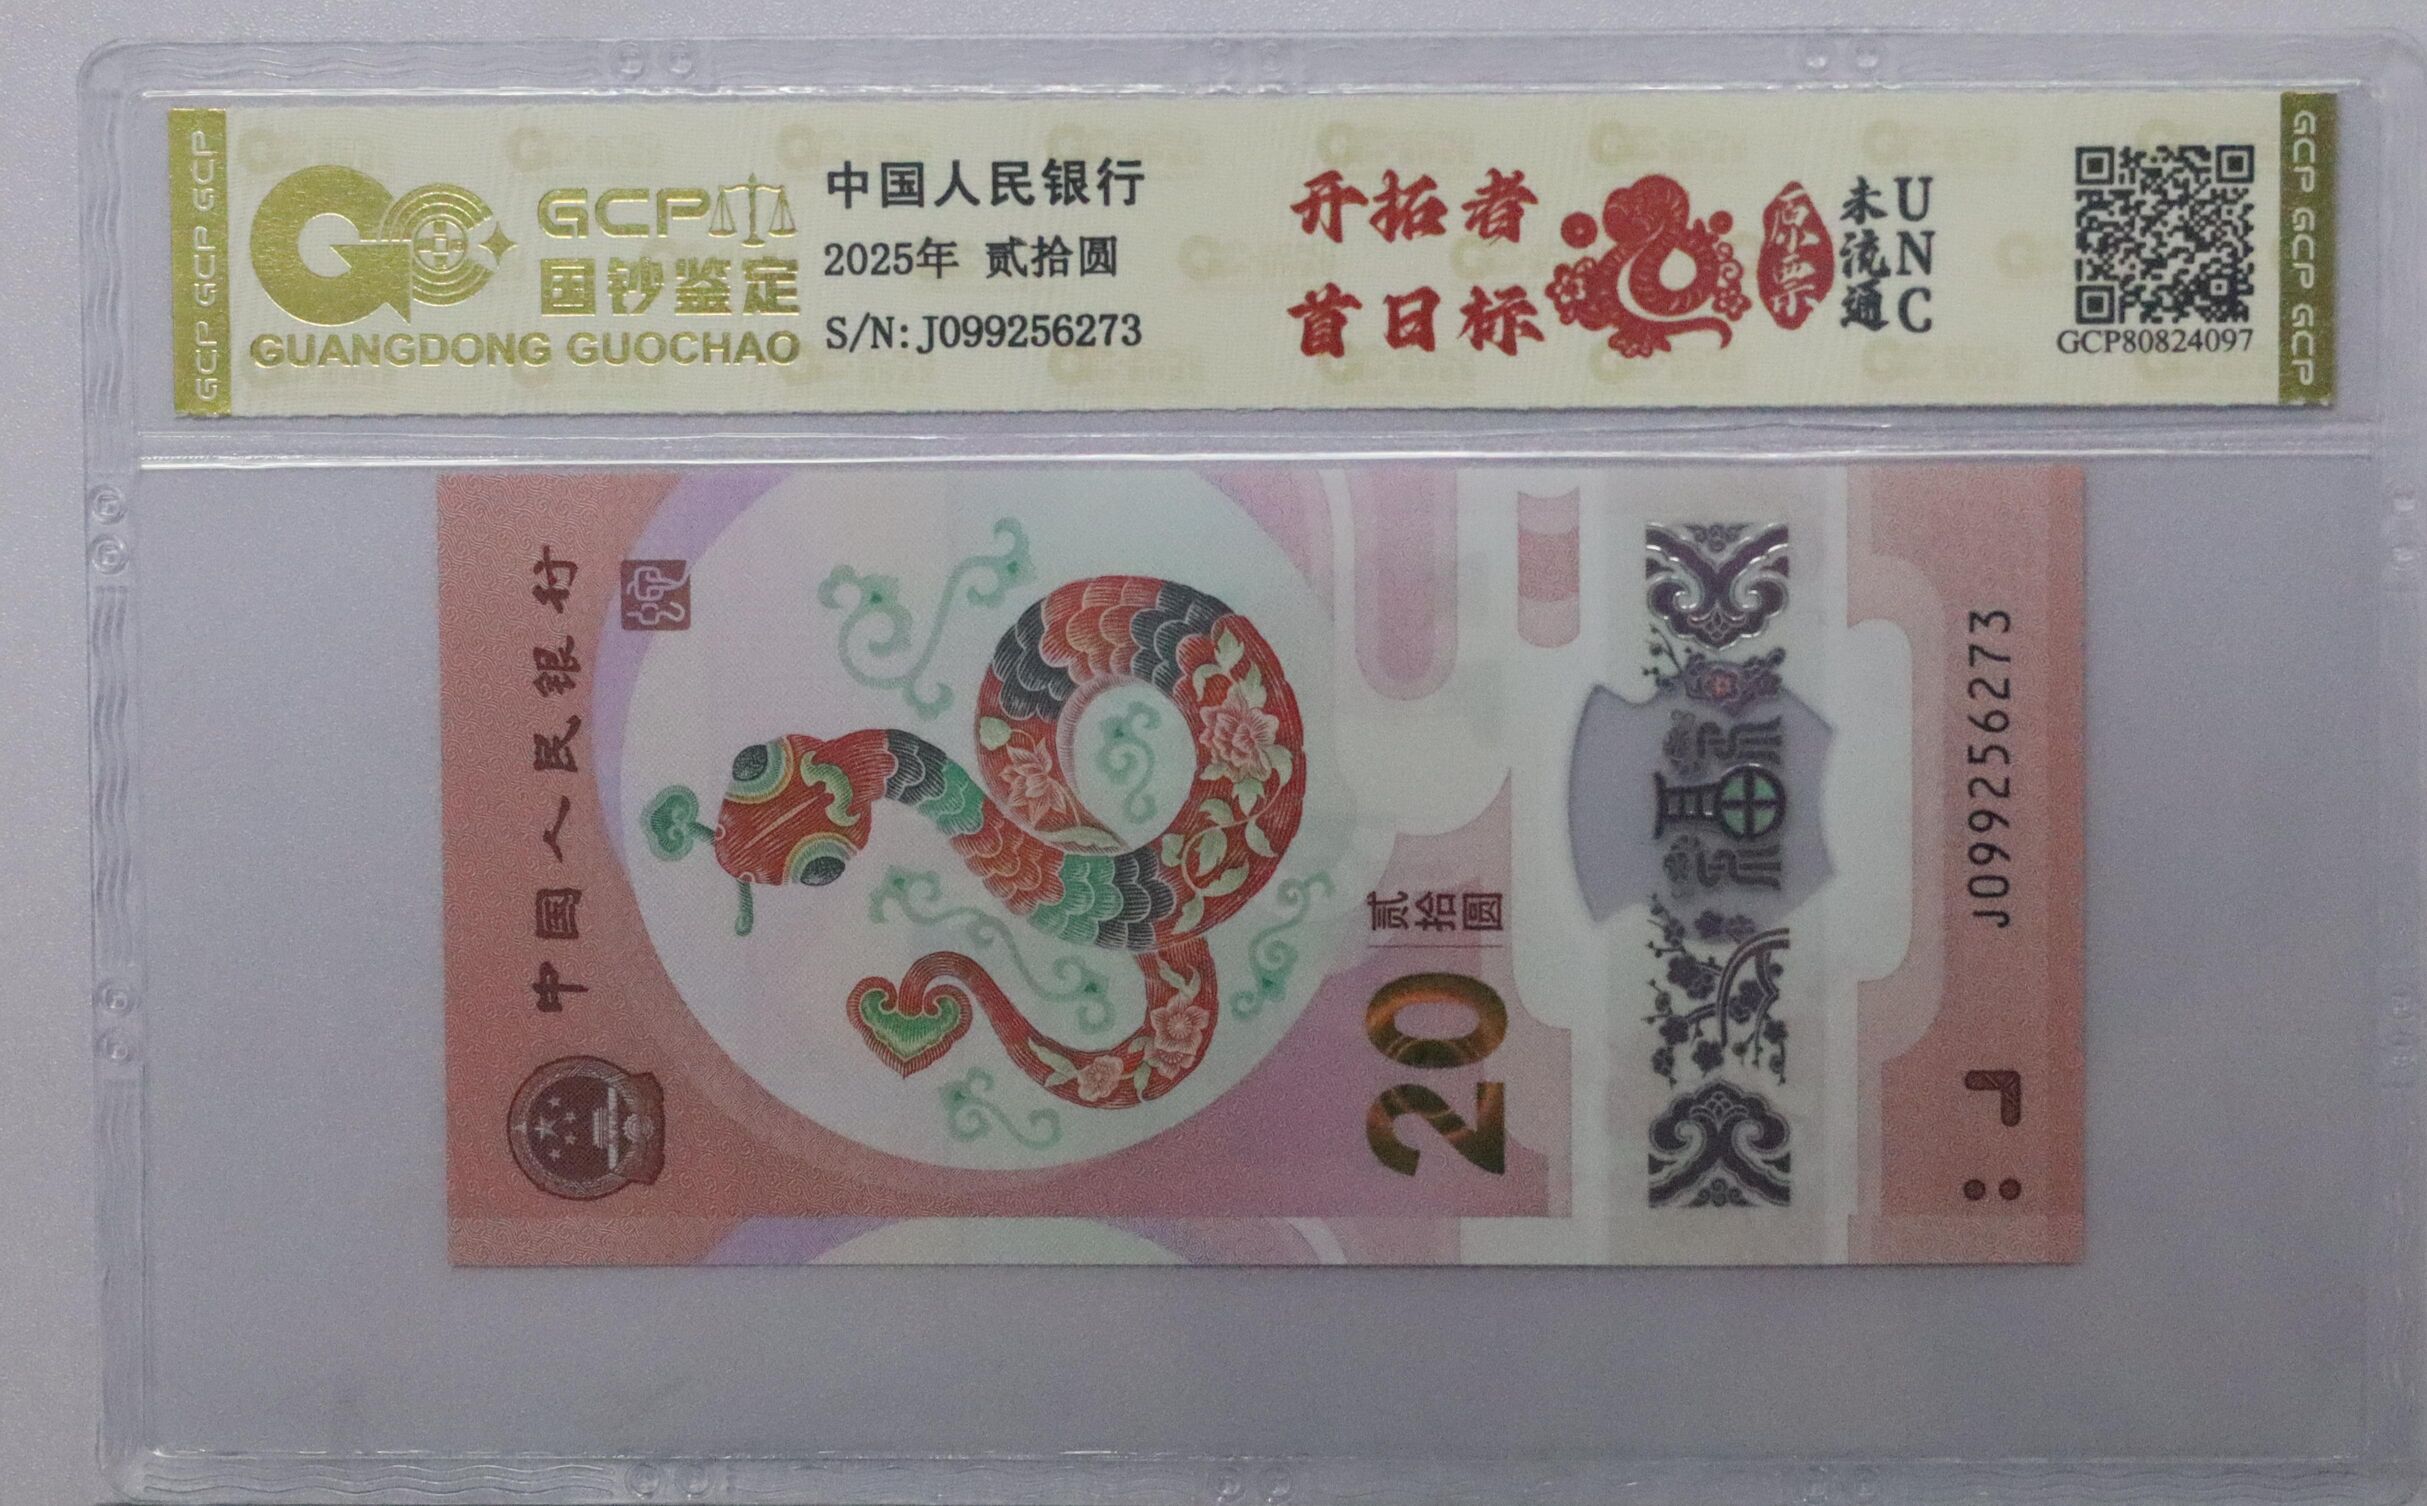 GCP GCP GCP
GCP
国钞鉴定
GUANGDONG GUOCHAO
中国人民银行
2025年 贰拾圆
S/N: J099256273
开拓者
首日标
原票
未流通
UNC
GCP80824097
GCP GCP GCP
中国人民银行
贰拾圆
20
福
J099256273